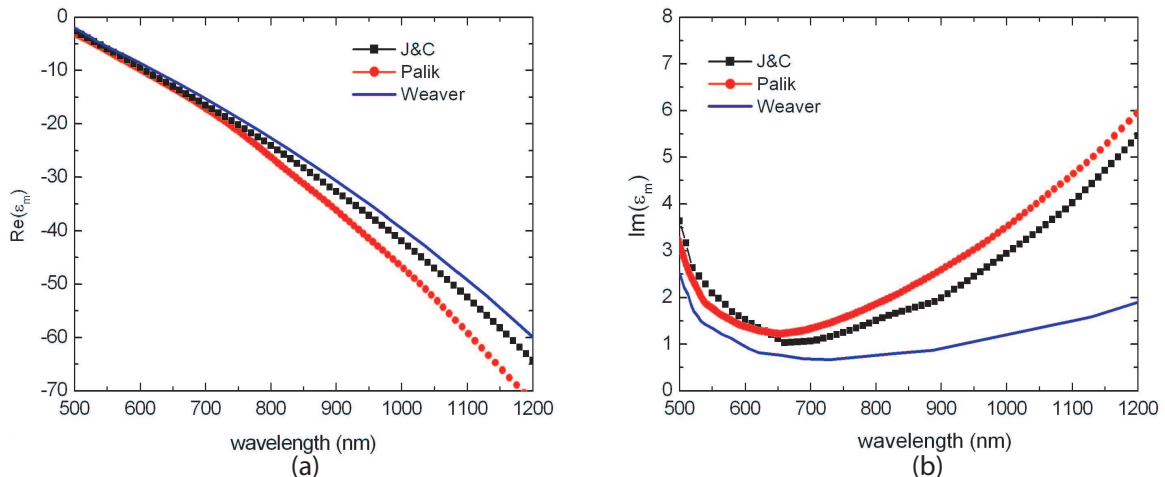 0
-10
-20
-30
-40
-50
-60
-70
Re(εm)
J&C
Palik
Weaver
500 600 700 800 900 1000 1100 1200
wavelength (nm)
(a)
8
7
6
5
4
3
2
1
0
Im(εm)
J&C
Palik
Weaver
500 600 700 800 900 1000 1100 1200
wavelength (nm)
(b)